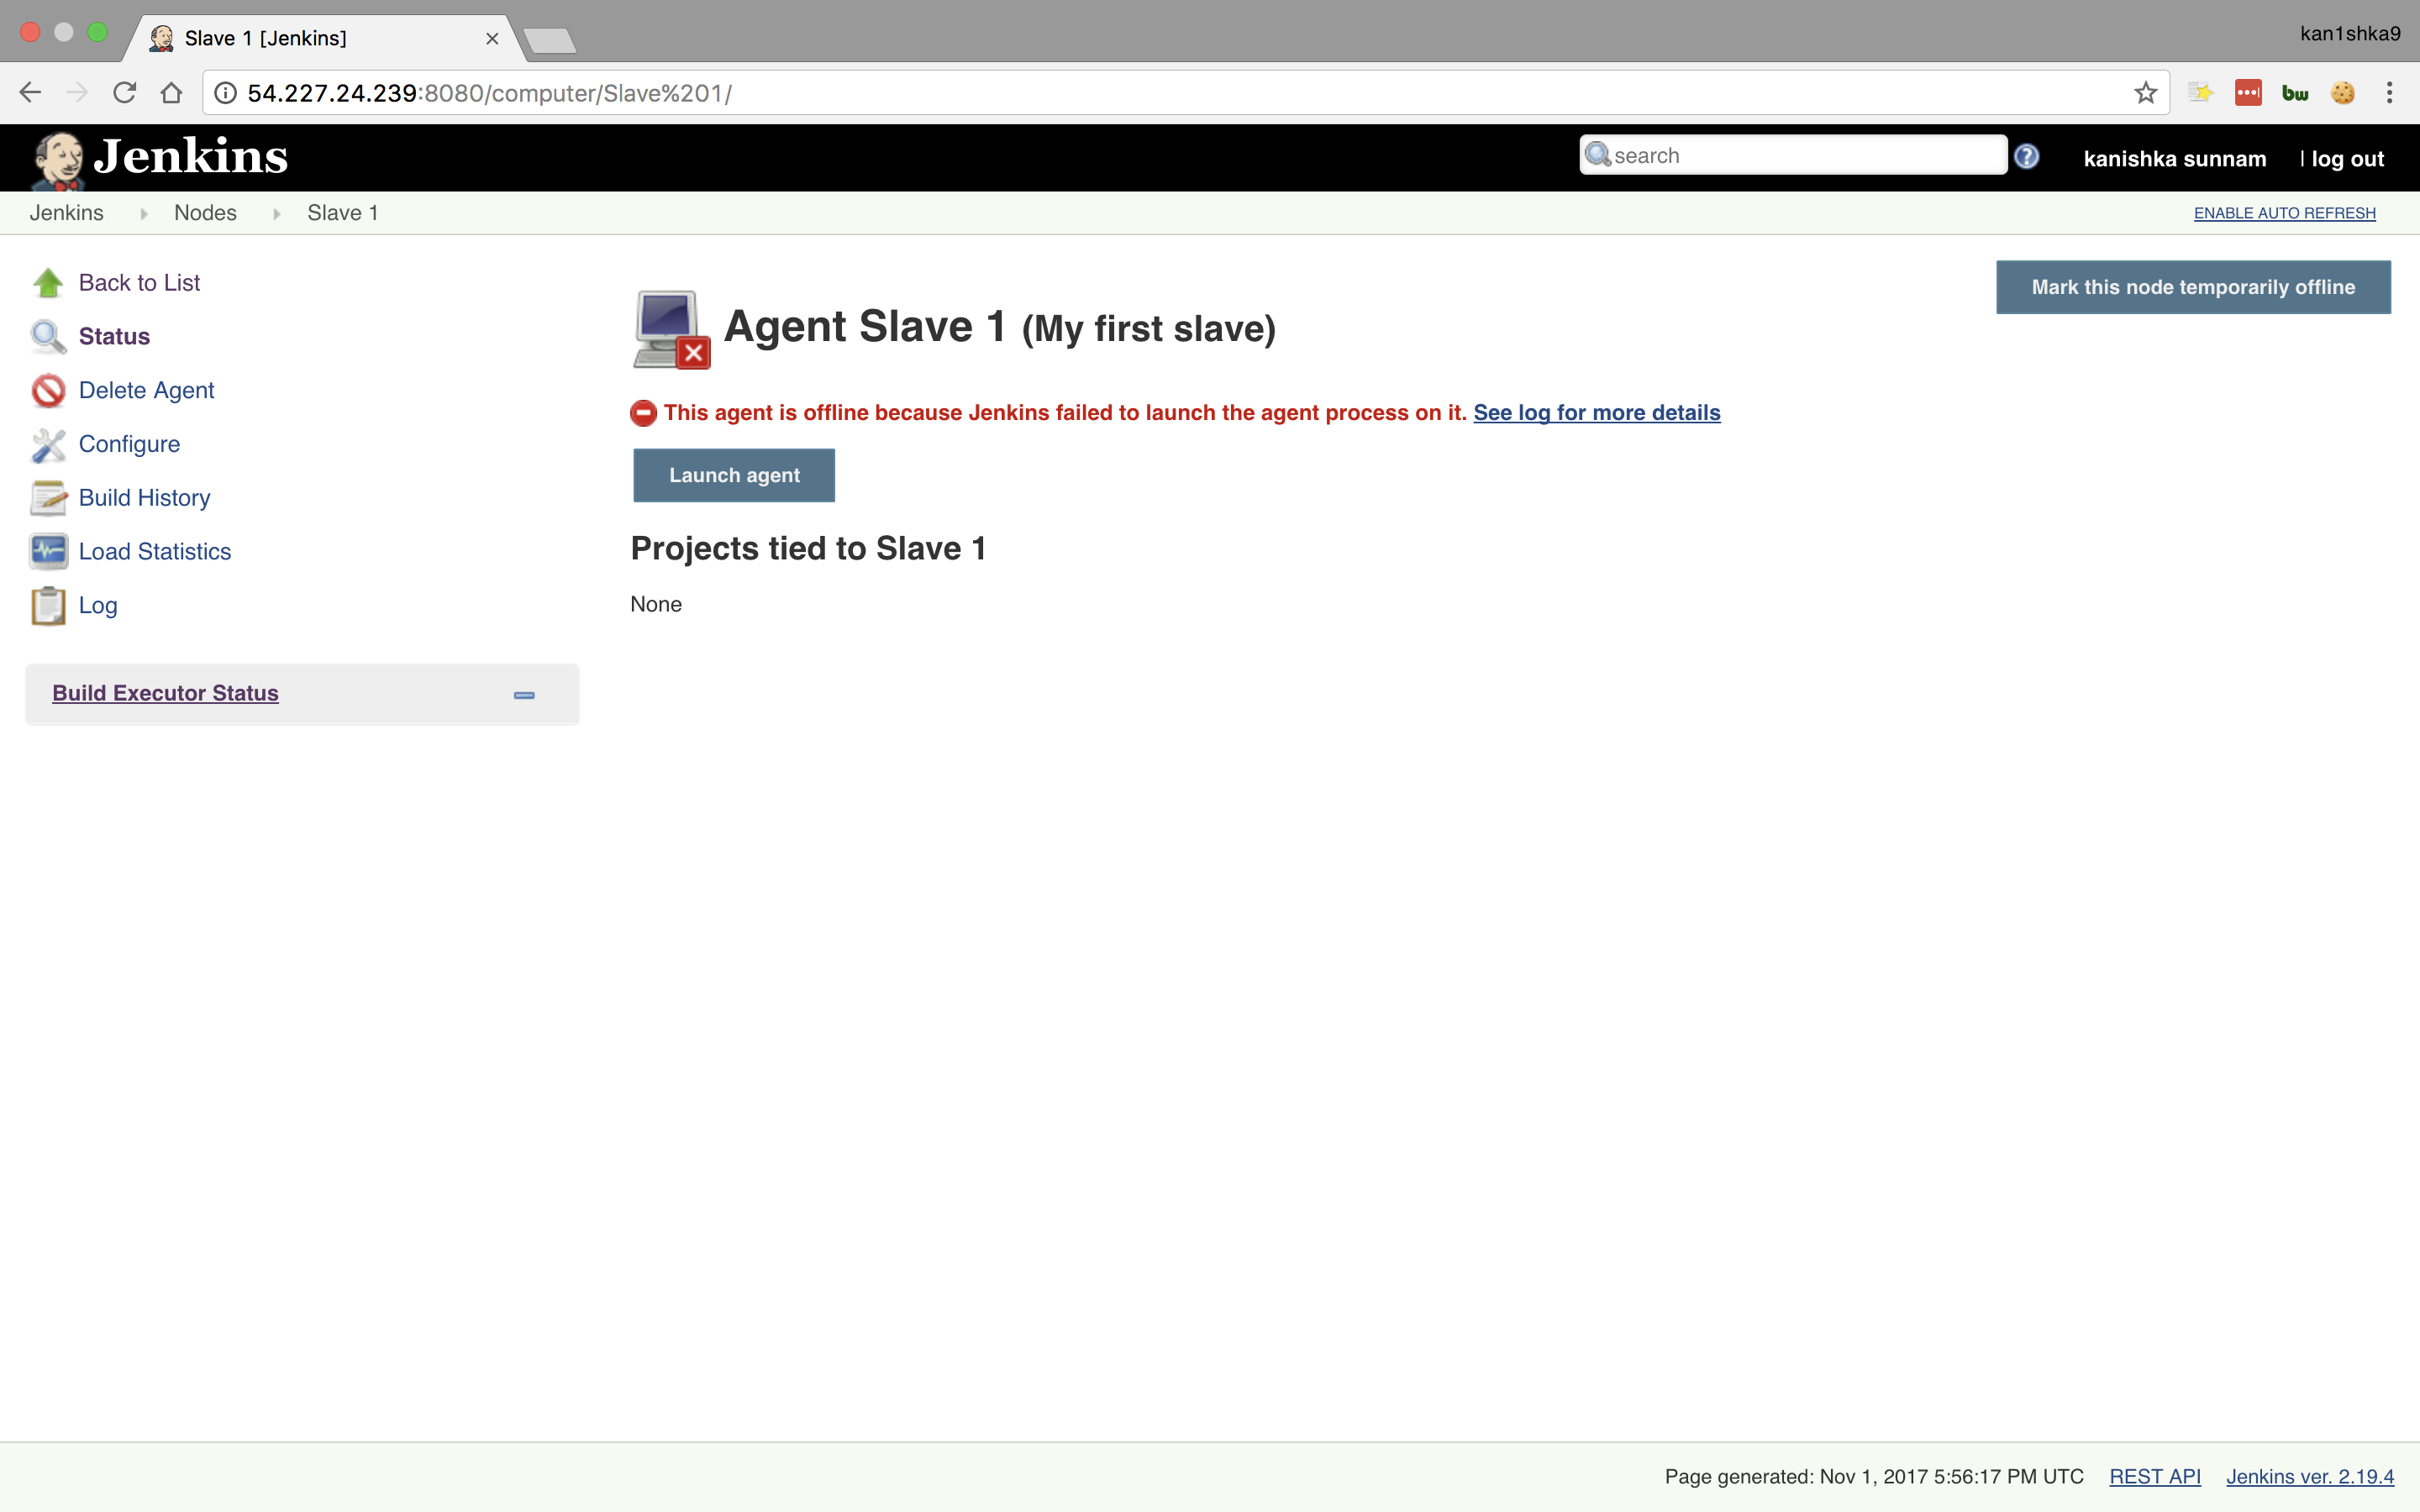 Slave 1 [Jenkins]
kan1shka9
54.227.24.239:8080/computer/Slave%201/
bw
Jenkins
search
kanishka sunnam
| log out
Jenkins
Nodes
Slave 1
ENABLE AUTO REFRESH
Back to List
Status
Delete Agent
Configure
Build History
Load Statistics
Log
Build Executor Status
Mark this node temporarily offline
Agent Slave 1 (My first slave)
This agent is offline because Jenkins failed to launch the agent process on it. See log for more details
Launch agent
Projects tied to Slave 1
None
Page generated: Nov 1, 2017 5:56:17 PM UTC
REST API
Jenkins ver. 2.19.4